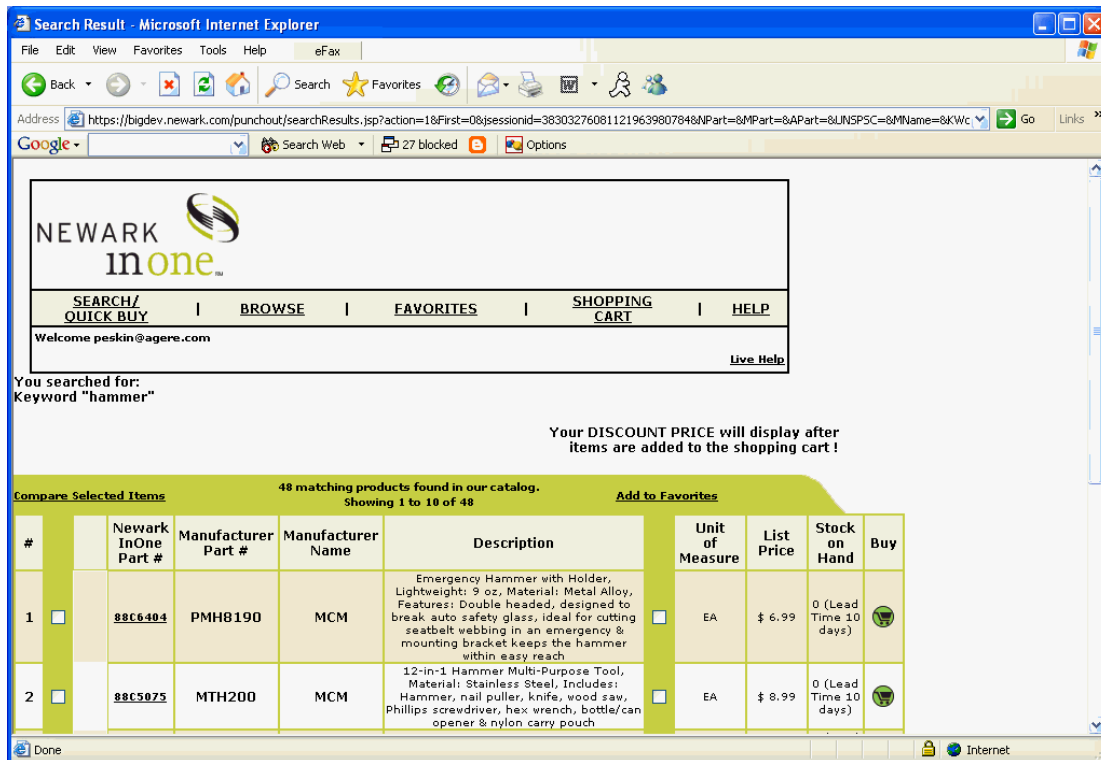 Search Result - Microsoft Internet Explorer
File Edit View Favorites Tools Help eFax
Back Search Favorites
Address https://bigdev.newark.com/punchout/searchResults.jsp?action=1&First=0&jsessionid=383032760811219639807848&NPart=&MPart=&APart=&UNSPSC=&MName=&KWc Go Links »
Google Search Web 27 blocked Options
NEWARK
inone™
SEARCH/
QUICK BUY | BROWSE | FAVORITES | SHOPPING
CART | HELP
Welcome peskin@agere.com
Live Help
You searched for:
Keyword "hammer"
Your DISCOUNT PRICE will display after
items are added to the shopping cart !
Compare Selected Items
48 matching products found in our catalog.
Showing 1 to 10 of 48
Add to Favorites
#
Newark
InOne
Part #
Manufacturer
Part #
Manufacturer
Name
Description
Unit
of
Measure
List
Price
Stock
on
Hand
Buy
1
88C6404
PMH8190
MCM
Emergency Hammer with Holder,
Lightweight: 9 oz, Material: Metal Alloy,
Features: Double headed, designed to
break auto safety glass, ideal for cutting
seatbelt webbing in an emergency &
mounting bracket keeps the hammer
within easy reach
EA
$ 6.99
0 (Lead
Time 10
days)
2
88C5075
MTH200
MCM
12-in-1 Hammer Multi-Purpose Tool,
Material: Stainless Steel, Includes:
Hammer, nail puller, knife, wood saw,
Phillips screwdriver, hex wrench, bottle/can
opener & nylon carry pouch
EA
$ 8.99
0 (Lead
Time 10
days)
Done Internet